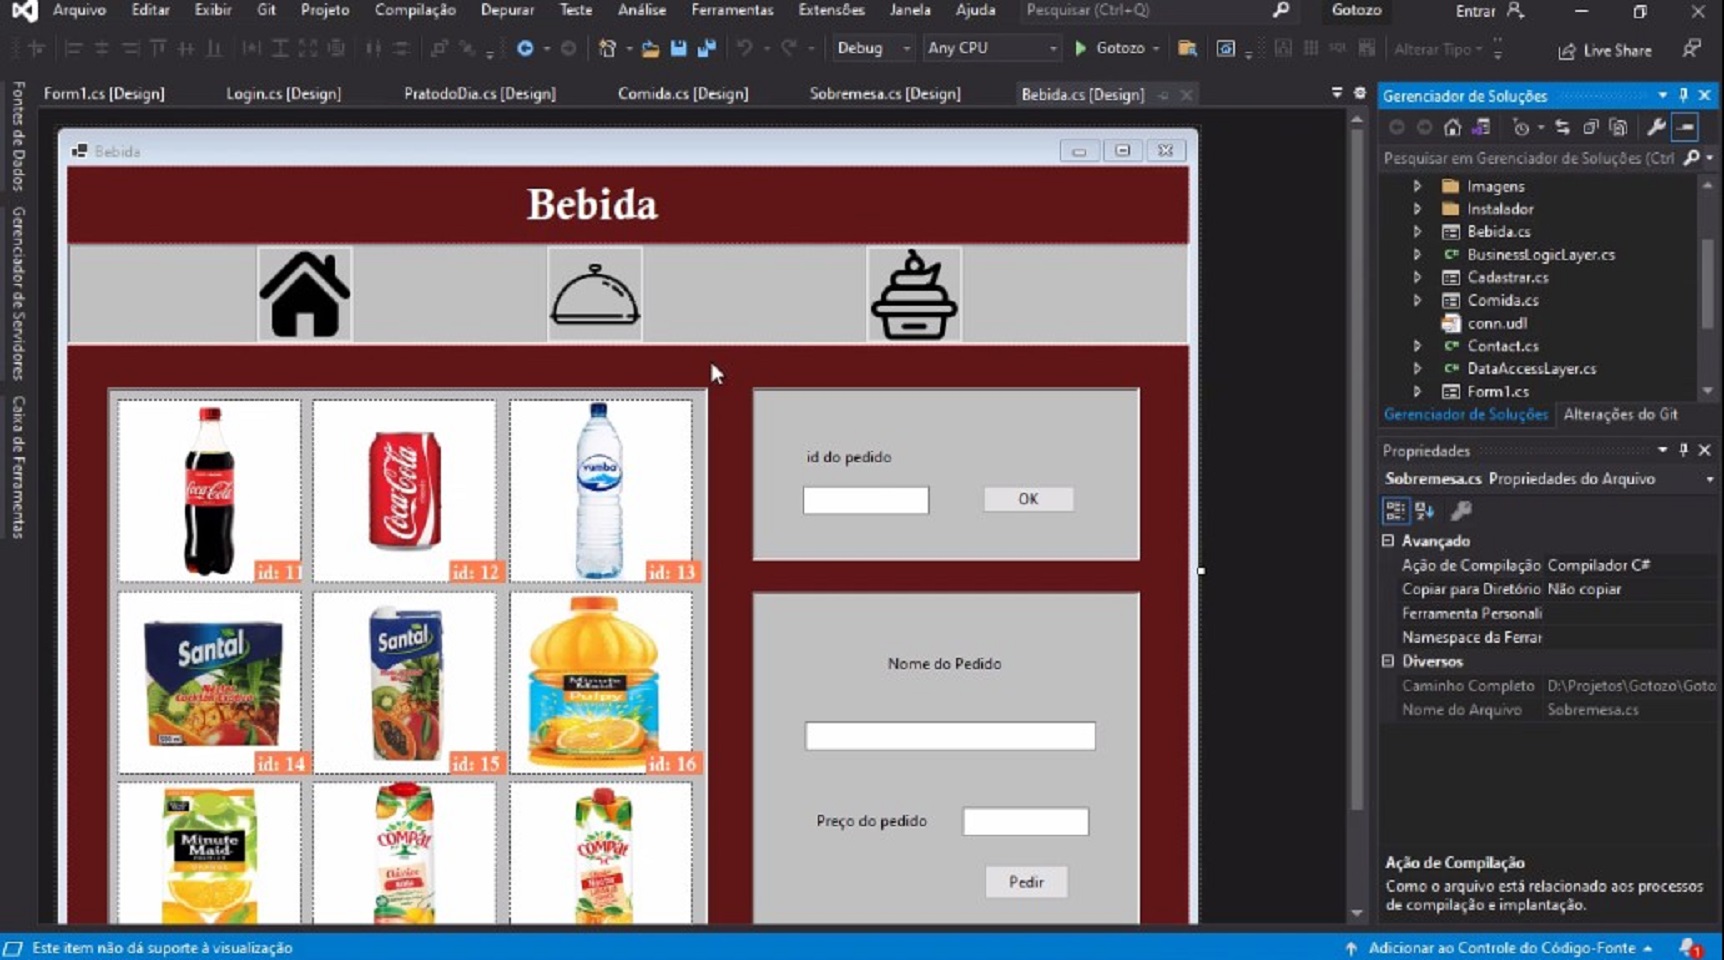 Arquivo Editar Exibir Git Projeto Compilação Depurar Teste Análise Ferramentas Extensões Janela Ajuda Pesquisar (Ctrl+Q) Gotozo Entrar
Debug Any CPU Gotozo Alterar Tipo Live Share
Fontes de Dados
Gerenciador de Servidores
Caixa de Ferramentas
Form1.cs [Design] Login.cs [Design] PratodoDia.cs [Design] Comida.cs [Design] Sobremesa.cs [Design] Bebida.cs [Design]
Bebida
Bebida
Coca-Cola
id: 11
Coca-Cola
id: 12
yumba
id: 13
Santal
id: 14
Santal
id: 15
Minute Maid
Pulpy
id: 16
Minute
Maid
COMPAL
Clássico
COMPAL
id do pedido
OK
Nome do Pedido
Preço do pedido
Pedir
Gerenciador de Soluções
Pesquisar em Gerenciador de Soluções (Ctrl
Imagens
Instalador
Bebida.cs
BusinessLogicLayer.cs
Cadastrar.cs
Comida.cs
conn.udl
Contact.cs
DataAccessLayer.cs
Form1.cs
Gerenciador de Soluções Alterações do Git
Propriedades
Sobremesa.cs Propriedades do Arquivo
Avançado
Ação de Compilação Compilador C#
Copiar para Diretório Não copiar
Ferramenta Personali
Namespace da Ferrar
Diversos
Caminho Completo D:\Projetos\Gotozo\Goto
Nome do Arquivo Sobremesa.cs
Ação de Compilação
Como o arquivo está relacionado aos processos
de compilação e implantação.
Este item não dá suporte à visualização
Adicionar ao Controle do Código-Fonte
1